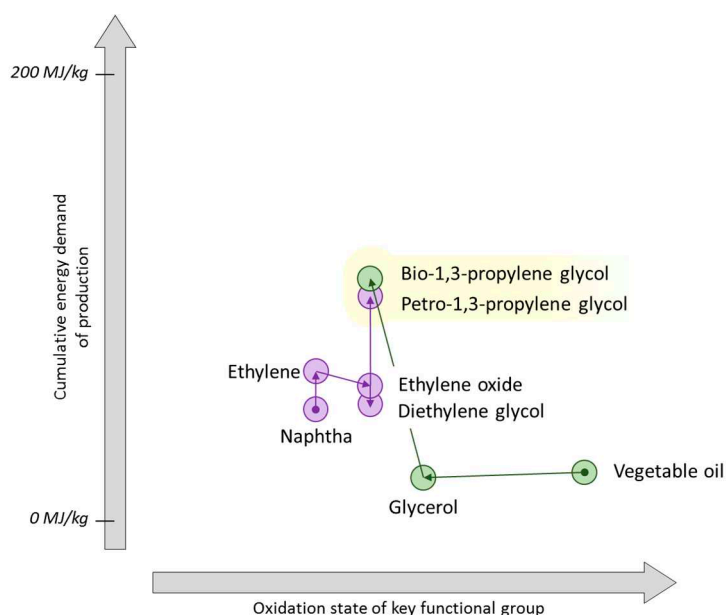 200 MJ/kg
Cumulative energy demand
of production
Bio-1,3-propylene glycol
Petro-1,3-propylene glycol
Ethylene
Ethylene oxide
Diethylene glycol
Naphtha
Vegetable oil
Glycerol
0 MJ/kg
Oxidation state of key functional group